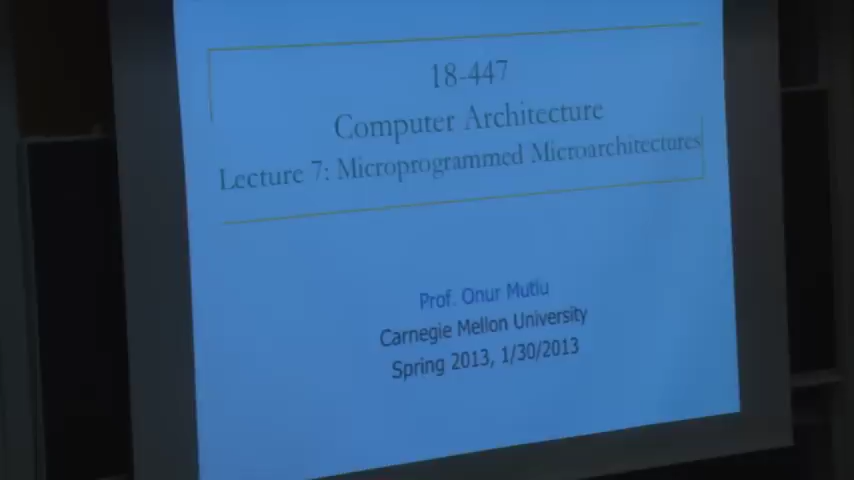 18-447
Computer Architecture
Lecture 7: Microprogrammed Microarchitectures
Prof. Onur Mutlu
Carnegie Mellon University
Spring 2013, 1/30/2013